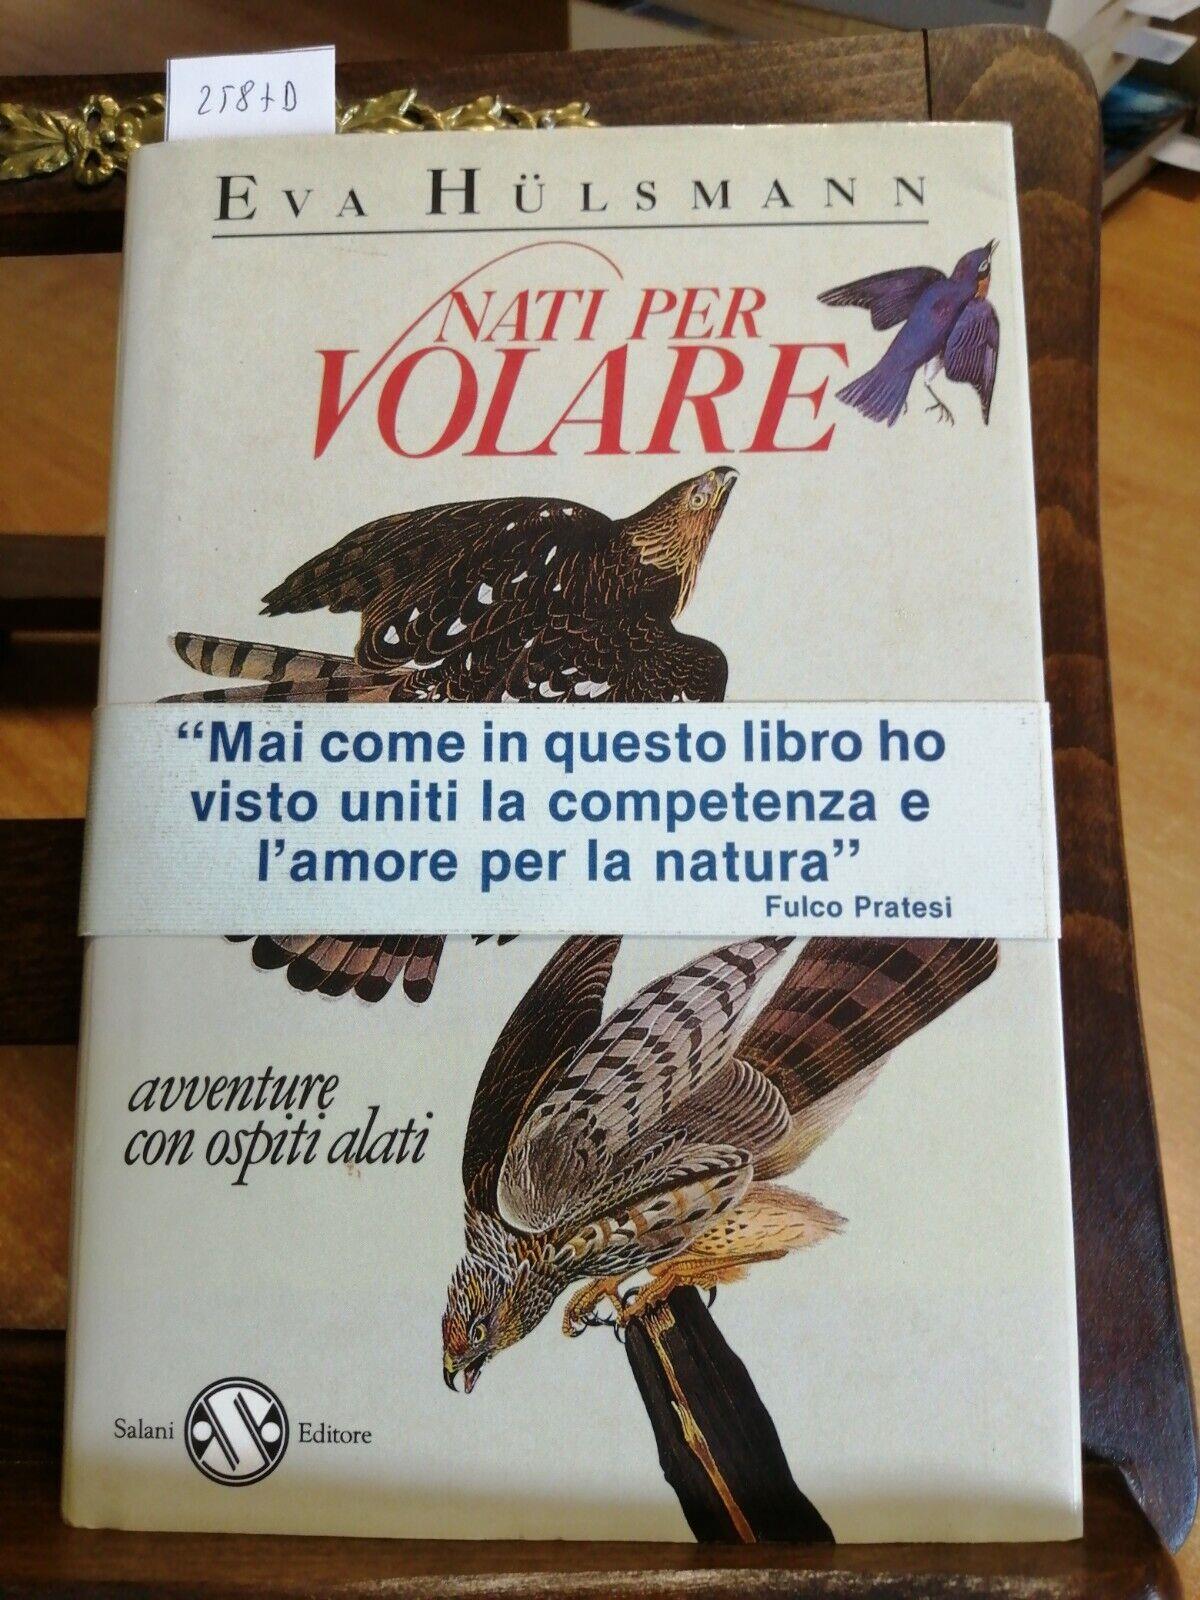 258+D
EVA HÜLSMANN
NATI PER
VOLARE
“Mai come in questo libro ho
visto uniti la competenza e
l’amore per la natura”
Fulco Pratesi
avventure
con ospiti alati
Salani Editore